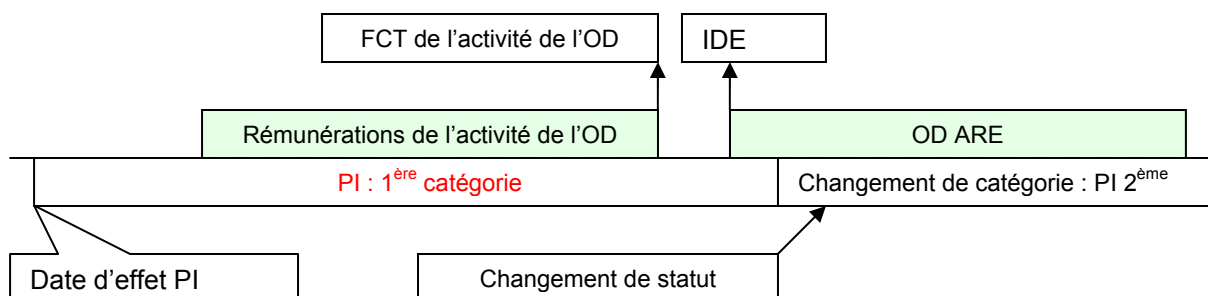 FCT de l’activité de l’OD
IDE
Rémunérations de l’activité de l’OD
OD ARE
PI : 1ère catégorie
Changement de catégorie : PI 2ème
Date d’effet PI
Changement de statut